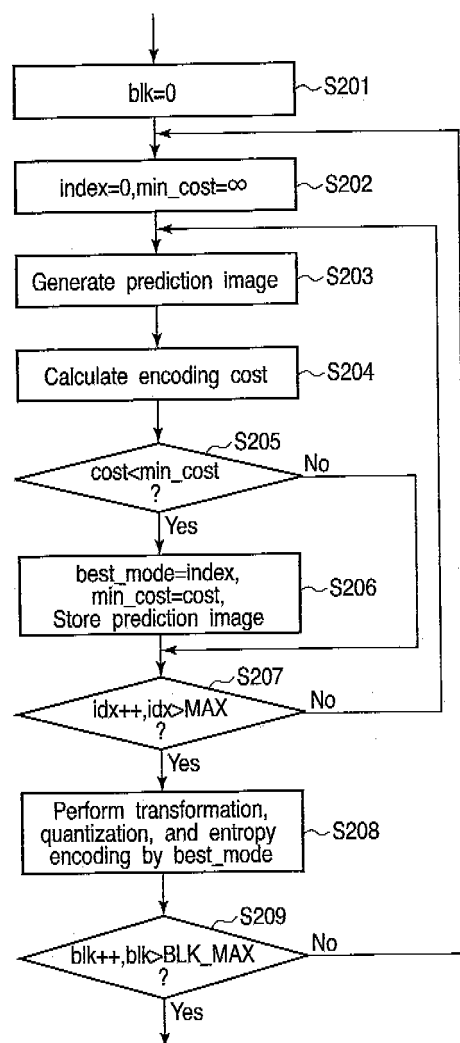 blk=0
S201
index=0,min_cost=∞
S202
Generate prediction image
S203
Calculate encoding cost
S204
S205
cost<min_cost
?
No
Yes
best_mode=index,
min_cost=cost,
Store prediction image
S206
S207
idx++,idx>MAX
?
No
Yes
Perform transformation,
quantization, and entropy
encoding by best_mode
S208
S209
blk++,blk>BLK_MAX
?
No
Yes